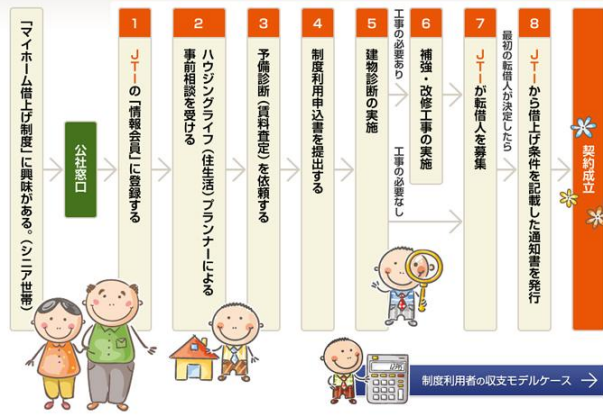 「マイホーム借上げ制度」に興味がある。(シニア世帯)
公社窓口
1
JTIの「情報会員」に登録する
2
ハウジングライフ(住生活)プランナーによる
事前相談を受ける
3
予備診断(賃料査定)を依頼する
4
制度利用申込書を提出する
5
建物診断の実施
工事の必要あり
工事の必要なし
6
補強・改修工事の実施
7
JTIが転借人を募集
最初の転借人が決定したら
8
JTIから借上げ条件を記載した通知書を発行
契約成立
制度利用者の収支モデルケース